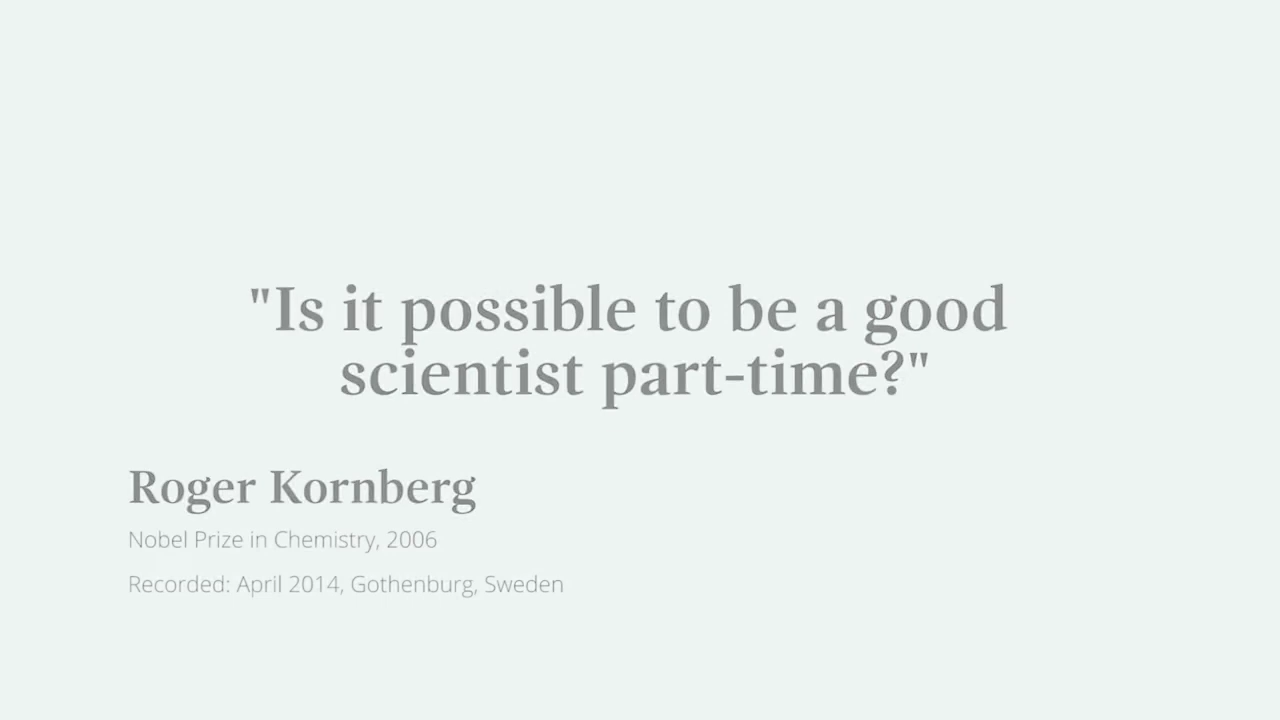 "Is it possible to be a good
scientist part-time?"
Roger Kornberg
Nobel Prize in Chemistry, 2006
Recorded: April 2014, Gothenburg, Sweden